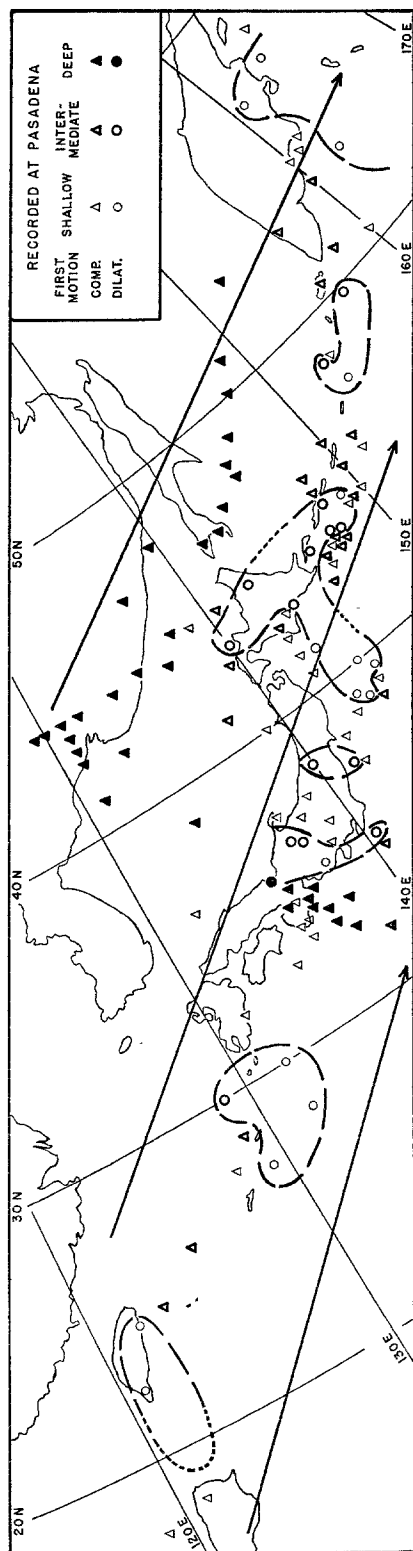 RECORDED AT PASADENA
FIRST MOTION SHALLOW INTER-MEDIATE DEEP
COMP.
DILAT.
20 N
30 N
40 N
50 N
120 E
130 E
140 E
150 E
160 E
170 E